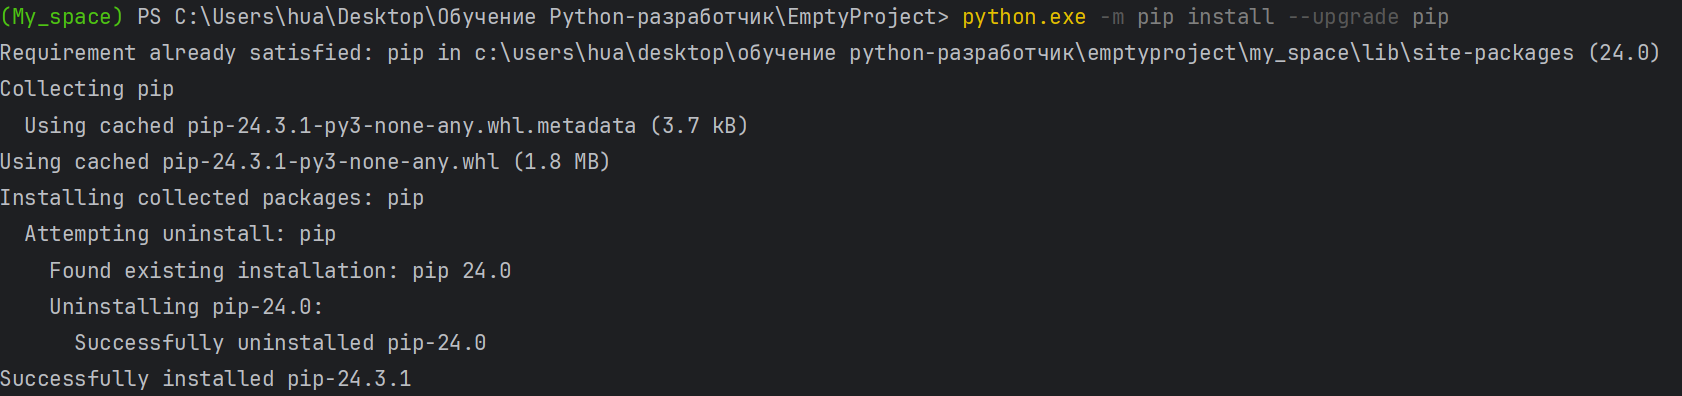 (My_space) PS C:\Users\hua\Desktop\Обучение Python-разработчик\EmptyProject> python.exe -m pip install --upgrade pip
Requirement already satisfied: pip in c:\users\hua\desktop\обучение python-разработчик\emptyproject\my_space\lib\site-packages (24.0)
Collecting pip
  Using cached pip-24.3.1-py3-none-any.whl.metadata (3.7 kB)
Using cached pip-24.3.1-py3-none-any.whl (1.8 MB)
Installing collected packages: pip
  Attempting uninstall: pip
    Found existing installation: pip 24.0
    Uninstalling pip-24.0:
      Successfully uninstalled pip-24.0
Successfully installed pip-24.3.1